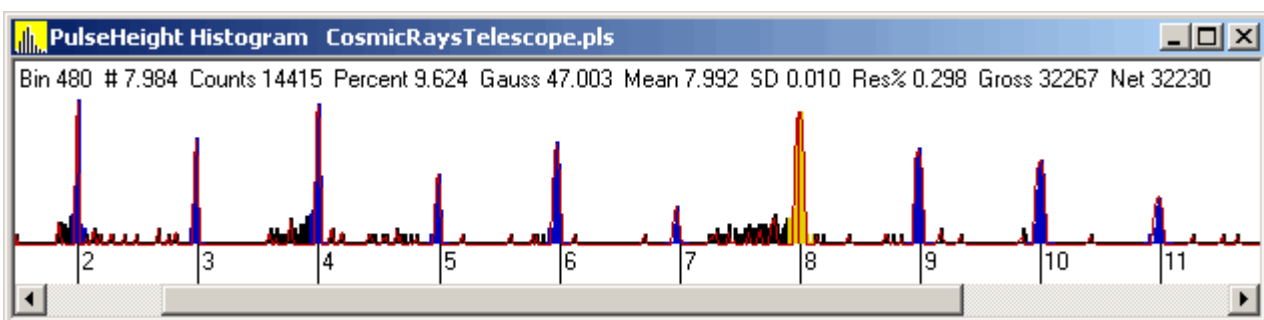 PulseHeight Histogram CosmicRaysTelescope.pls
Bin 480 # 7.984 Counts 14415 Percent 9.624 Gauss 47.003 Mean 7.992 SD 0.010 Res% 0.298 Gross 32267 Net 32230
2 3 4 5 6 7 8 9 10 11